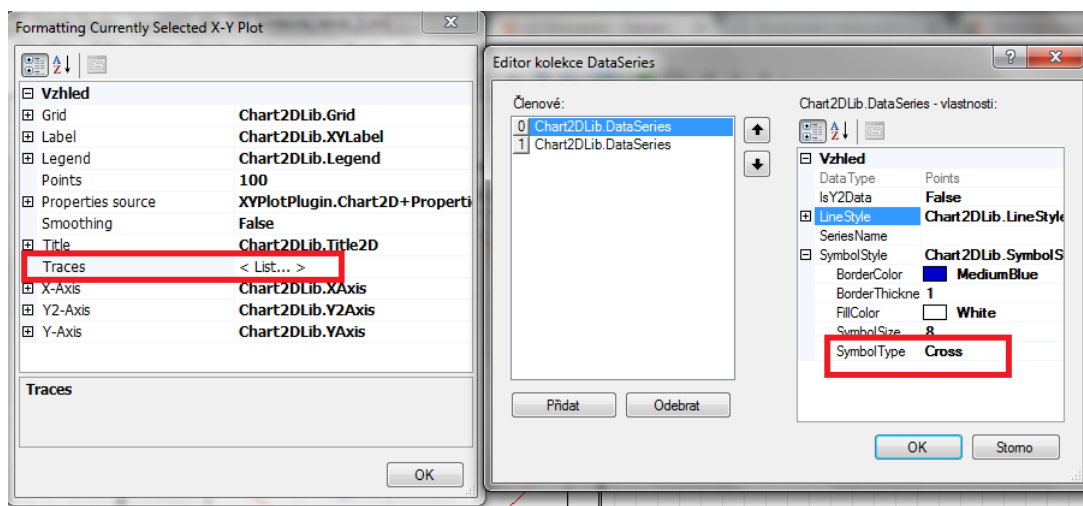 Formatting Currently Selected X-Y Plot
Vzhled
Grid Chart2DLib.Grid
Label Chart2DLib.XYLabel
Legend Chart2DLib.Legend
Points 100
Properties source XYPlotPlugin.Chart2D+Properti
Smoothing False
Title Chart2DLib.Title2D
Traces < List... >
X-Axis Chart2DLib.XAxis
Y2-Axis Chart2DLib.Y2Axis
Y-Axis Chart2DLib.YAxis
Traces
OK
Editor kolekce DataSeries
Členové:
0 Chart2DLib.DataSeries
1 Chart2DLib.DataSeries
Přidat Odebrat
Chart2DLib.DataSeries - vlastnosti:
Vzhled
DataType Points
IsY2Data False
LineStyle Chart2DLib.LineStyle
SeriesName
SymbolStyle Chart2DLib.SymbolS
BorderColor MediumBlue
BorderThickne 1
FillColor White
SymbolSize 8
SymbolType Cross
OK Storno